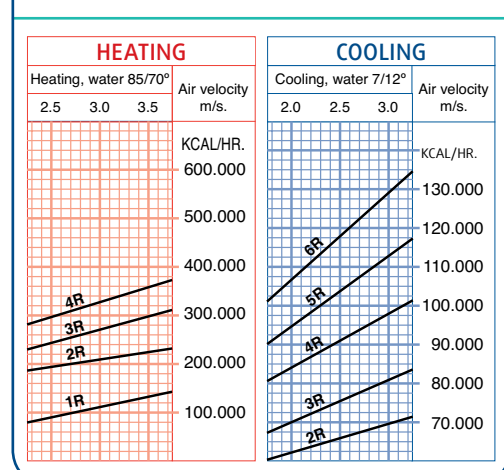 HEATING
Heating, water 85/70º
Air velocity
m/s.
2.5 3.0 3.5
KCAL/HR.
600.000
500.000
400.000
300.000
200.000
100.000
4R
3R
2R
1R
COOLING
Cooling, water 7/12º
Air velocity
m/s.
2.0 2.5 3.0
KCAL/HR.
130.000
120.000
110.000
100.000
90.000
80.000
70.000
6R
5R
4R
3R
2R